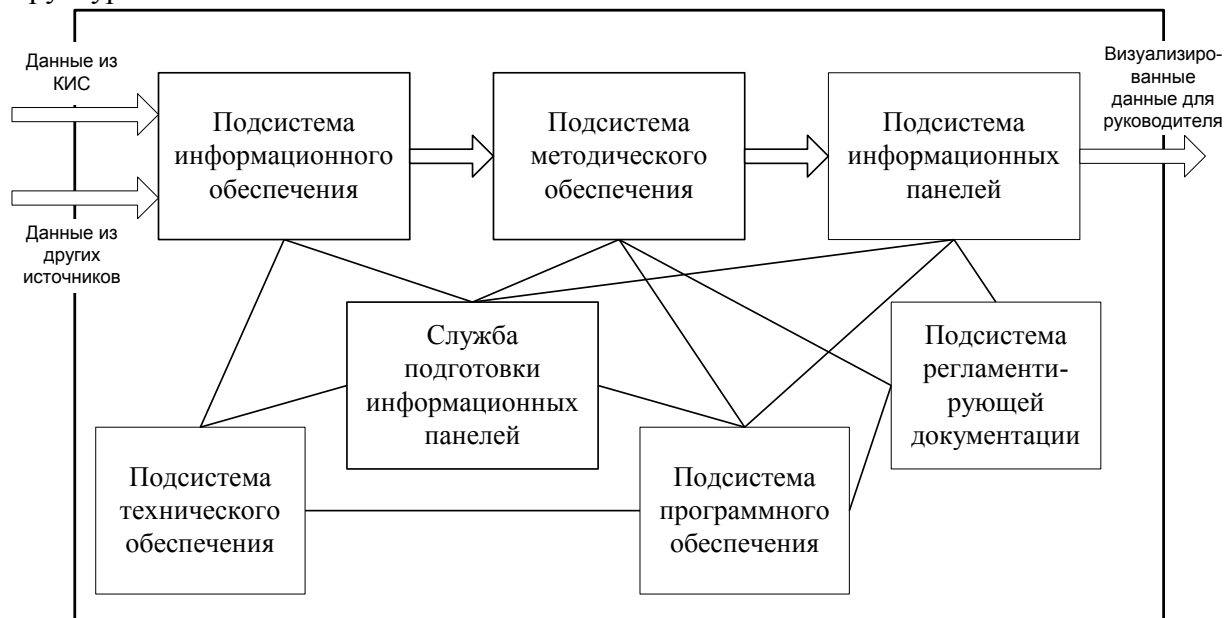 Данные из
КИС
Данные из
других
источников
Подсистема
информационного
обеспечения
Подсистема
методического
обеспечения
Подсистема
информационных
панелей
Визуализиро-
ванные
данные для
руководителя
Служба
подготовки
информационных
панелей
Подсистема
регламенти-
рующей
документации
Подсистема
технического
обеспечения
Подсистема
программного
обеспечения